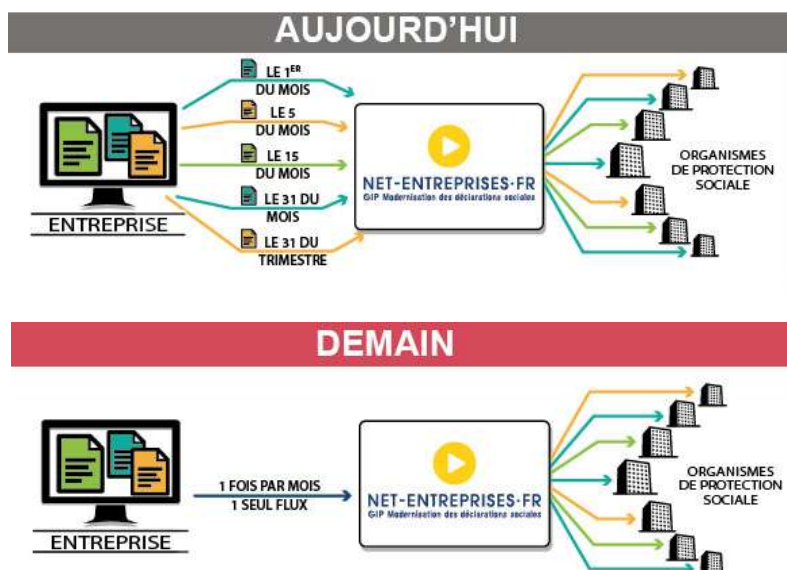 AUJOURD'HUI
LE 1ER
DU MOIS
LE 5
DU MOIS
LE 15
DU MOIS
LE 31 DU
MOIS
LE 31 DU
TRIMESTRE
ENTREPRISE
NET-ENTREPRISES·FR
GIP Modernisation des déclarations sociales
ORGANISMES
DE PROTECTION
SOCIALE
DEMAIN
ENTREPRISE
1 FOIS PAR MOIS
1 SEUL FLUX
NET-ENTREPRISES·FR
GIP Modernisation des déclarations sociales
ORGANISMES
DE PROTECTION
SOCIALE